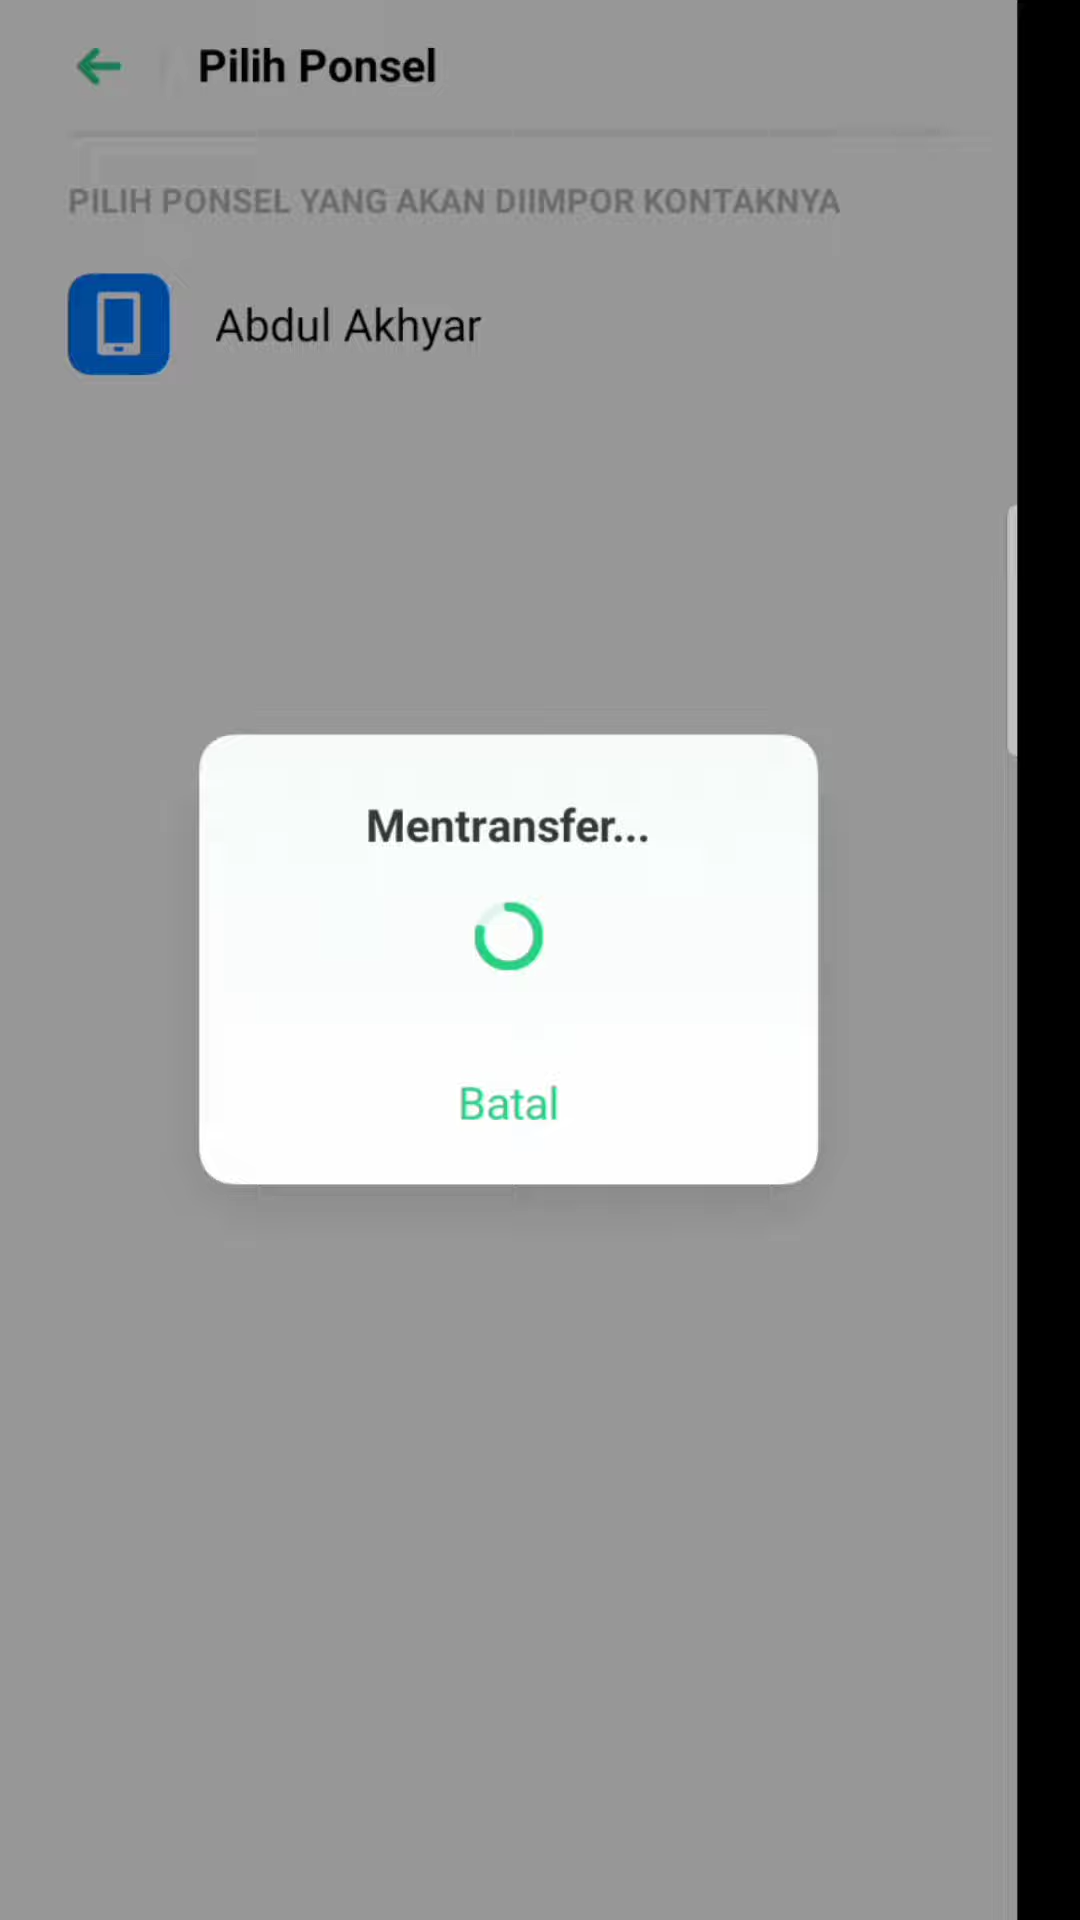 Pilih Ponsel
PILIH PONSEL YANG AKAN DIIMPOR KONTAKNYA
Abdul Akhyar
Mentransfer...
Batal